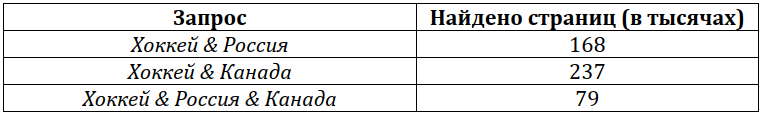 Запрос Найдено страниц (в тысячах)
Хоккей & Россия 168
Хоккей & Канада 237
Хоккей & Россия & Канада 79